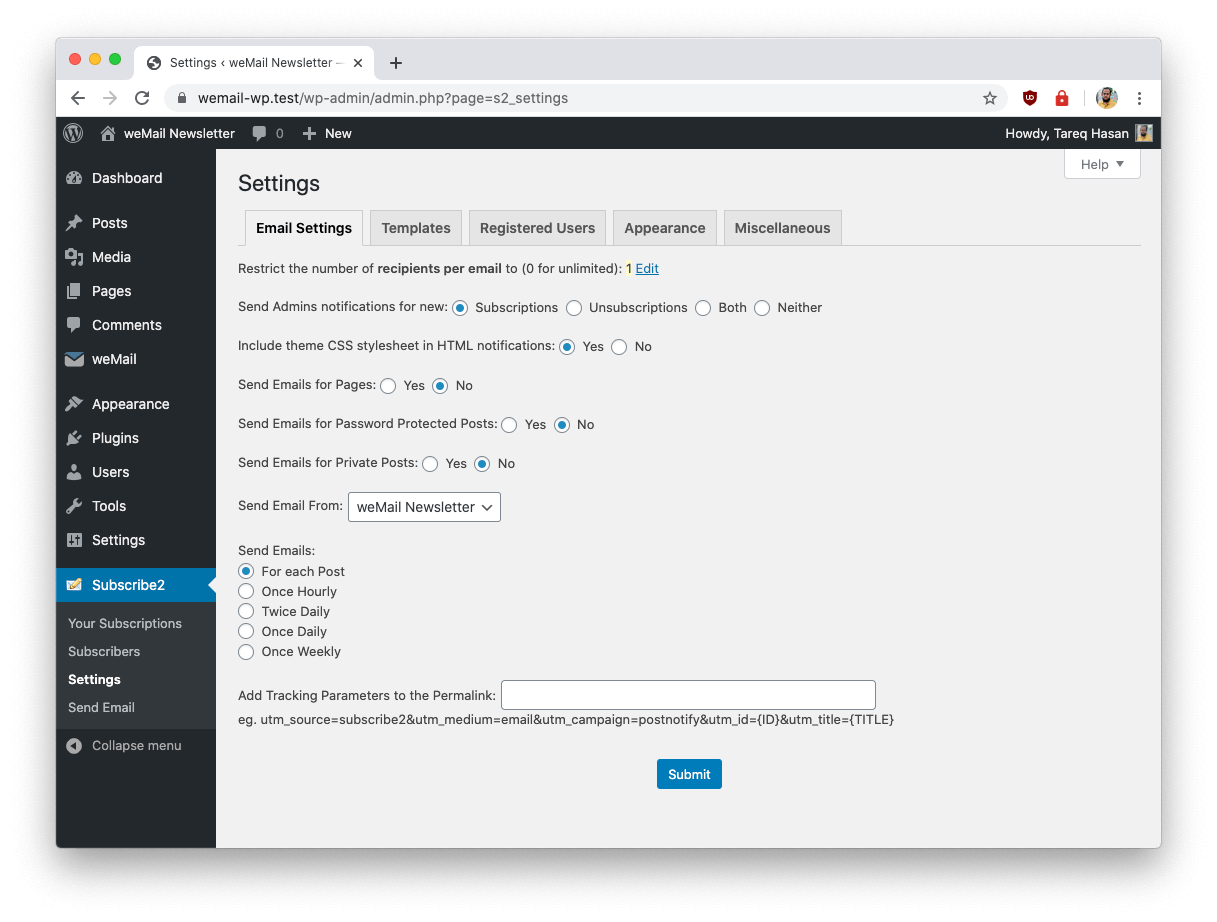 Settings ‹ weMail Newsletter —
wemail-wp.test/wp-admin/admin.php?page=s2_settings
weMail Newsletter 0 New Howdy, Tareq Hasan
Dashboard
Posts
Media
Pages
Comments
weMail
Appearance
Plugins
Users
Tools
Settings
Subscribe2
Your Subscriptions
Subscribers
Settings
Send Email
Collapse menu
Help
Settings
Email Settings Templates Registered Users Appearance Miscellaneous
Restrict the number of recipients per email to (0 for unlimited): 1 Edit
Send Admins notifications for new: Subscriptions Unsubscriptions Both Neither
Include theme CSS stylesheet in HTML notifications: Yes No
Send Emails for Pages: Yes No
Send Emails for Password Protected Posts: Yes No
Send Emails for Private Posts: Yes No
Send Email From: weMail Newsletter
Send Emails:
For each Post
Once Hourly
Twice Daily
Once Daily
Once Weekly
Add Tracking Parameters to the Permalink:
eg. utm_source=subscribe2&utm_medium=email&utm_campaign=postnotify&utm_id={ID}&utm_title={TITLE}
Submit